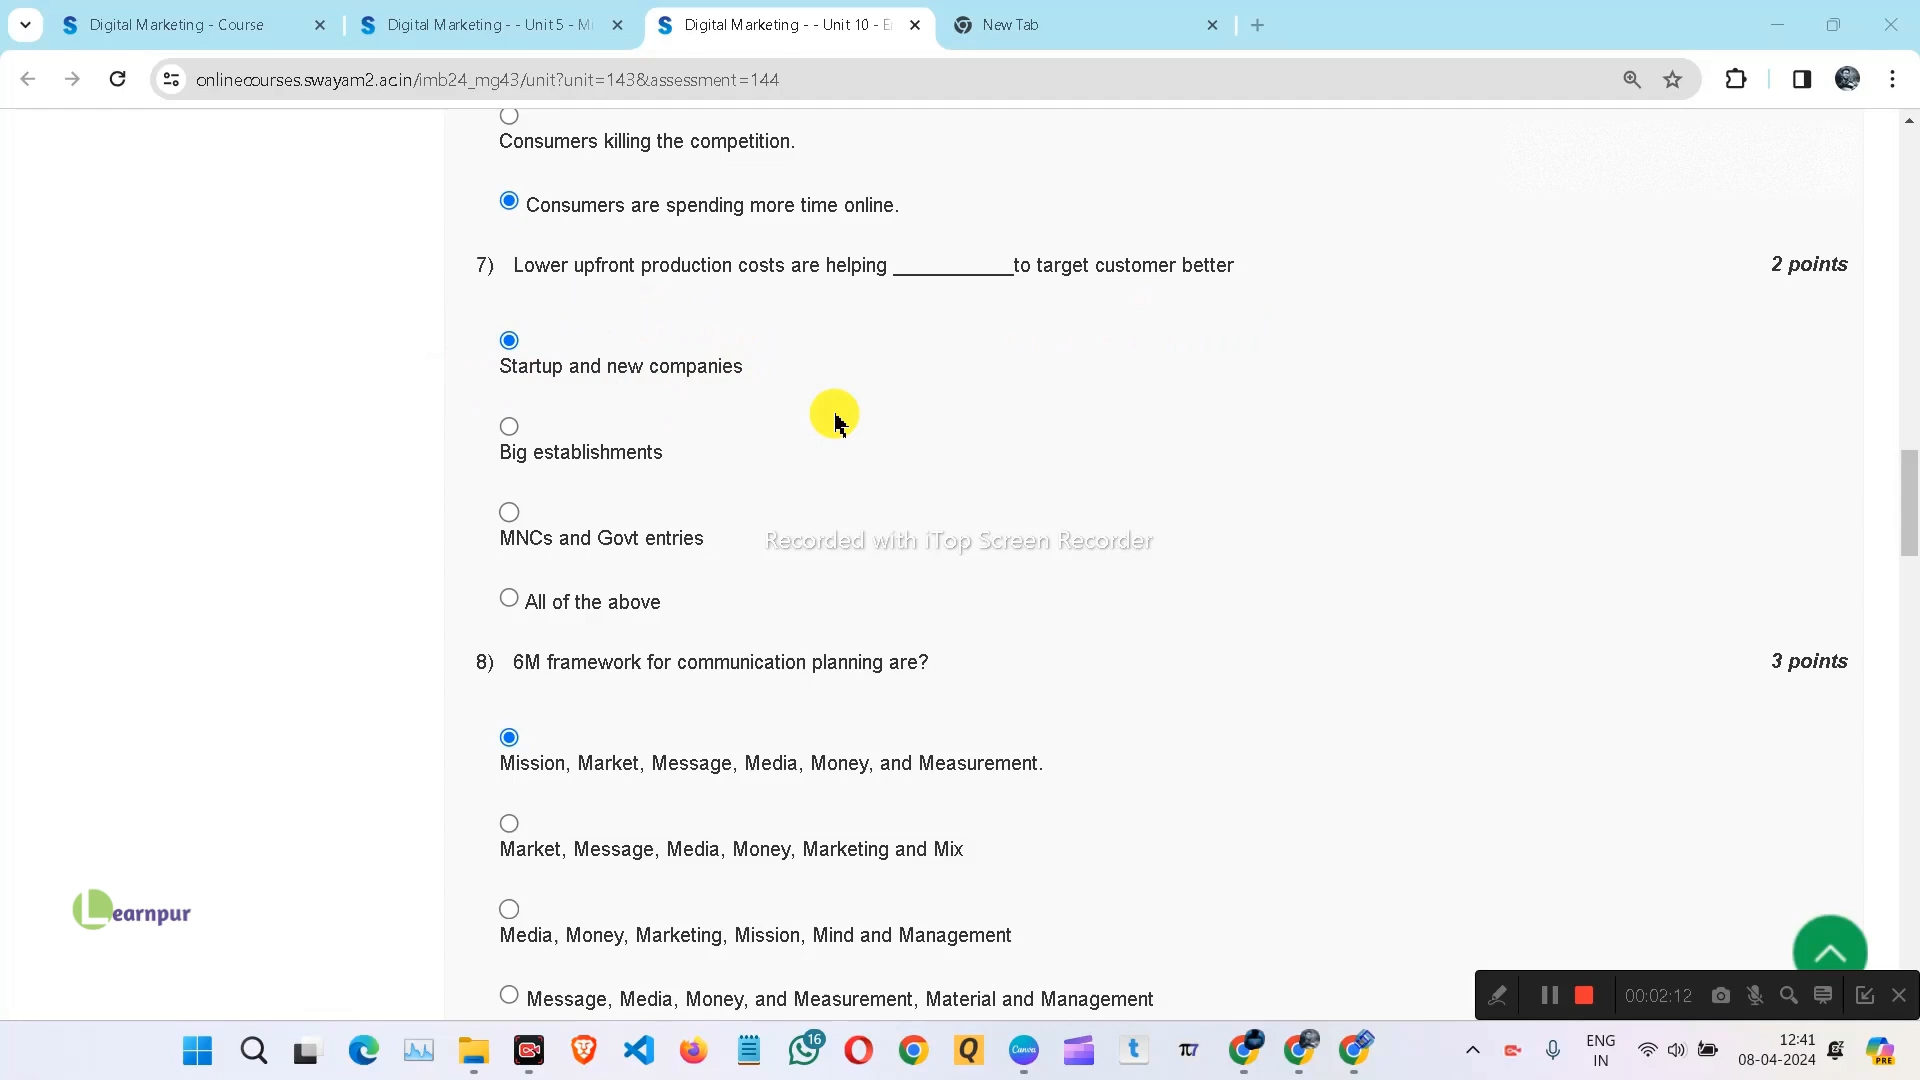 Digital Marketing - Course
Digital Marketing - - Unit 5 - Mi
Digital Marketing - - Unit 10 - E
New Tab
onlinecourses.swayam2.ac.in/imb24_mg43/unit?unit=143&assessment=144
Consumers killing the competition.
Consumers are spending more time online.
7) Lower upfront production costs are helping ___________to target customer better 2 points
Startup and new companies
Big establishments
MNCs and Govt entries
Recorded with iTop Screen Recorder
All of the above
8) 6M framework for communication planning are? 3 points
Mission, Market, Message, Media, Money, and Measurement.
Market, Message, Media, Money, Marketing and Mix
Media, Money, Marketing, Mission, Mind and Management
Message, Media, Money, and Measurement, Material and Management
Learnpur
00:02:12
16
Q
Canva
t
ENG
IN
12:41
08-04-2024
PRE